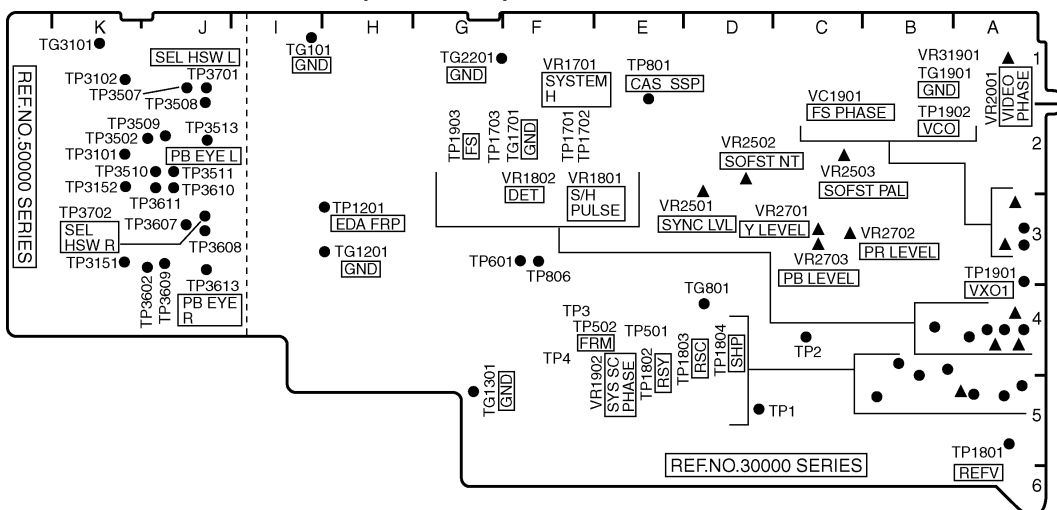 K J I H G F E D C B A
1
2
3
4
5
6
REF.NO.50000 SERIES
TG3101
SEL HSW L
TP3701
TP3102
TP3507
TP3508
TP3509
TP3502
TP3513
TP3101
PB EYE L
TP3510
TP3511
TP3152
TP3610
TP3611
TP3702
SEL
HSW R
TP3607
TP3608
TP3151
TP3602
TP3609
TP3613
PB EYE
R
TG101
GND
TP1201
EDA FRP
TG1201
GND
TG2201
GND
VR1701
SYSTEM
H
TP801
CAS SSP
TP1903
FS
TP1703
TG1701
GND
TP1701
TP1702
VR1802
DET
VR1801
S/H
PULSE
VC1901
FS PHASE
VR31901
TG1901
GND
TP1902
VCO
VR2001
VIDEO
PHASE
VR2502
SOFST NT
VR2503
SOFST PAL
VR2501
SYNC LVL
VR2701
Y LEVEL
VR2702
PR LEVEL
VR2703
PB LEVEL
TP601
TP806
TP1901
VXO1
TG801
TP3
TP502
FRM
TP501
TP4
VR1902
SYS SC
PHASE
TP1802
RSY
TP1803
RSC
TP1804
SHP
TP2
TG1301
GND
TP1
TP1801
REFV
REF.NO.30000 SERIES